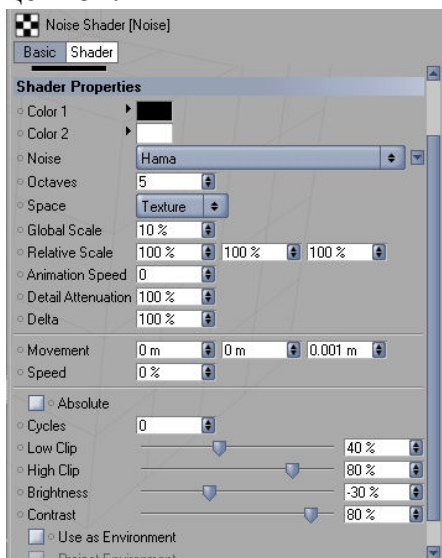 Noise Shader [Noise]
Basic Shader
Shader Properties
Color 1
Color 2
Noise Hama
Octaves 5
Space Texture
Global Scale 10 %
Relative Scale 100 % 100 % 100 %
Animation Speed 0
Detail Attenuation 100 %
Delta 100 %
Movement 0 m 0 m 0.001 m
Speed 0 %
Absolute
Cycles 0
Low Clip 40 %
High Clip 80 %
Brightness -30 %
Contrast 80 %
Use as Environment